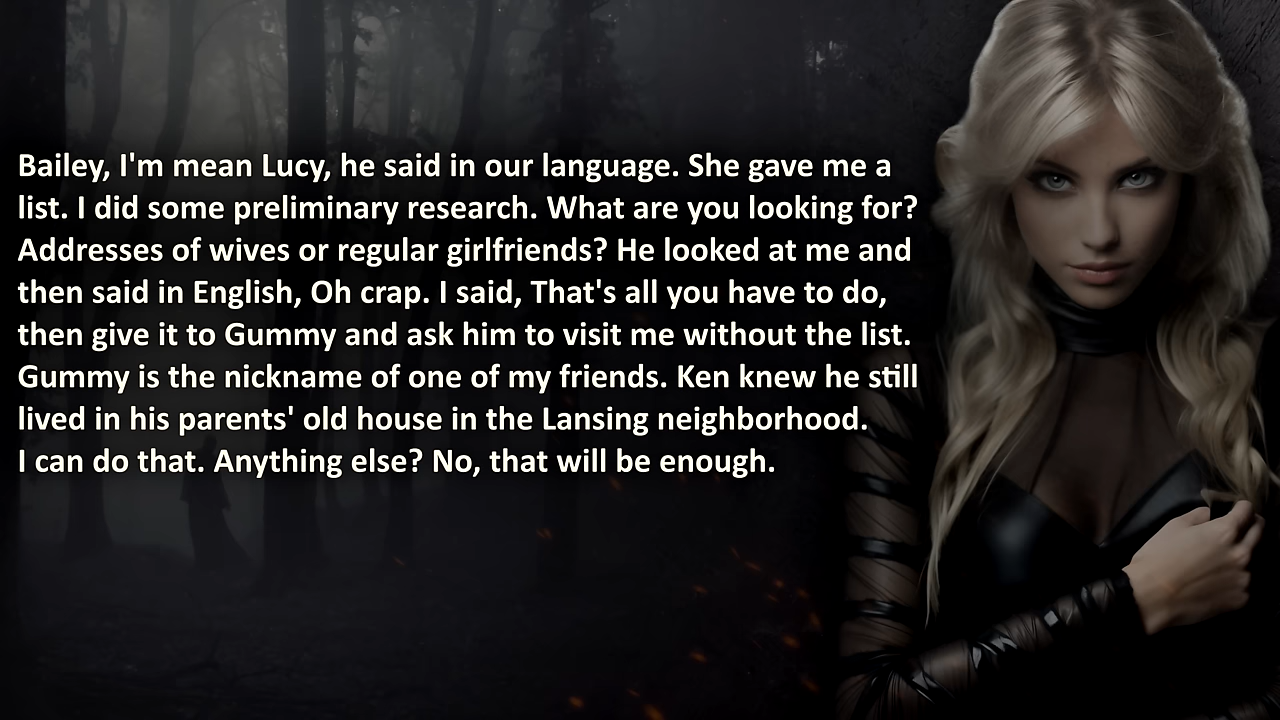 Bailey, I'm mean Lucy, he said in our language. She gave me a
list. I did some preliminary research. What are you looking for?
Addresses of wives or regular girlfriends? He looked at me and
then said in English, Oh crap. I said, That's all you have to do,
then give it to Gummy and ask him to visit me without the list.
Gummy is the nickname of one of my friends. Ken knew he still
lived in his parents' old house in the Lansing neighborhood.
I can do that. Anything else? No, that will be enough.